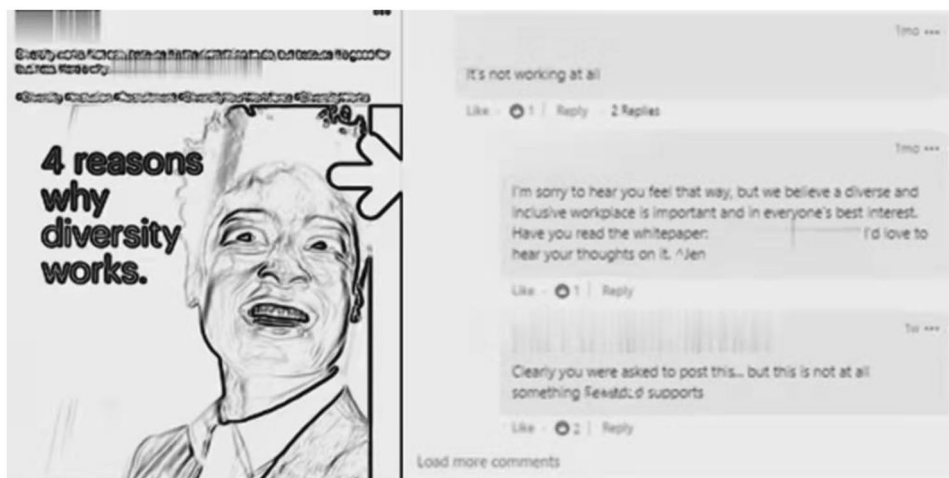 4 reasons
why
diversity
works.
1mo •••
It's not working at all
Like 1 | Reply 2 Replies
1mo •••
I'm sorry to hear you feel that way, but we believe a diverse and
inclusive workplace is important and in everyone's best interest.
Have you read the whitepaper: I'd love to
hear your thoughts on it. ^Jen
Like 1 | Reply
1w •••
Clearly you were asked to post this... but this is not at all
something supports
Like 2 | Reply
Load more comments